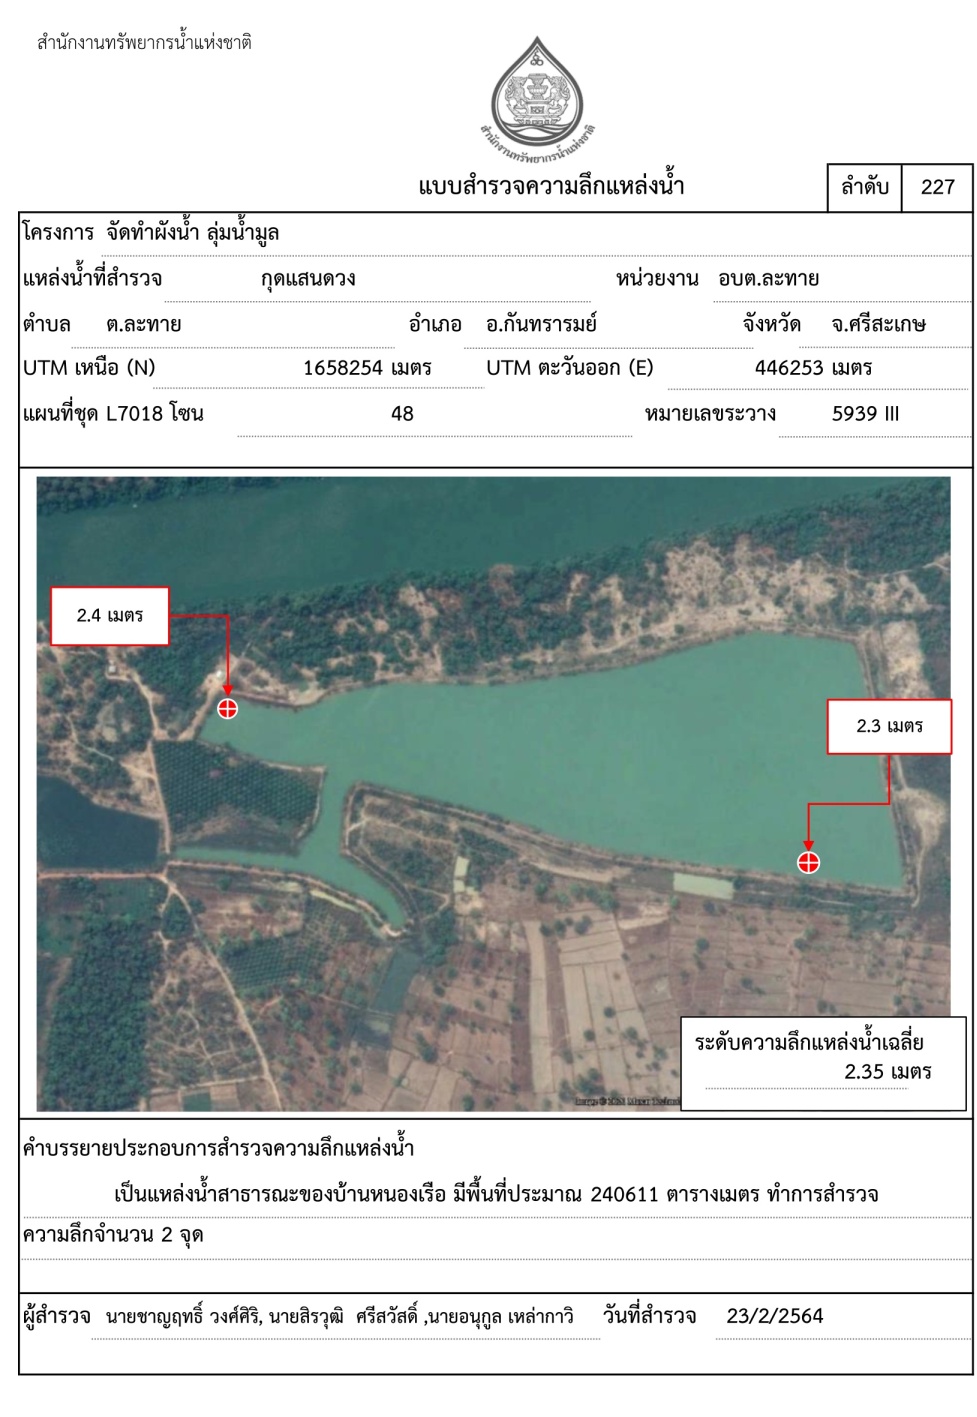 สำนักงานทรัพยากรน้ำแห่งชาติ
สำนักงานทรัพยากรน้ำแห่งชาติ
แบบสำรวจความลึกแหล่งน้ำ
ลำดับ 227
โครงการ จัดทำผังน้ำ ลุ่มน้ำมูล
แหล่งน้ำที่สำรวจ กุดแสนดวง หน่วยงาน อบต.ละทาย
ตำบล ต.ละทาย อำเภอ อ.กันทรารมย์ จังหวัด จ.ศรีสะเกษ
UTM เหนือ (N) 1658254 เมตร UTM ตะวันออก (E) 446253 เมตร
แผนที่ชุด L7018 โซน 48 หมายเลขระวาง 5939 III
2.4 เมตร
2.3 เมตร
ระดับความลึกแหล่งน้ำเฉลี่ย
2.35 เมตร
คำบรรยายประกอบการสำรวจความลึกแหล่งน้ำ
เป็นแหล่งน้ำสาธารณะของบ้านหนองเรือ มีพื้นที่ประมาณ 240611 ตารางเมตร ทำการสำรวจ
ความลึกจำนวน 2 จุด
ผู้สำรวจ นายชาญฤทธิ์ วงศ์ศิริ, นายสิรวุฒิ ศรีสวัสดิ์ ,นายอนุกูล เหล่ากาวิ วันที่สำรวจ 23/2/2564